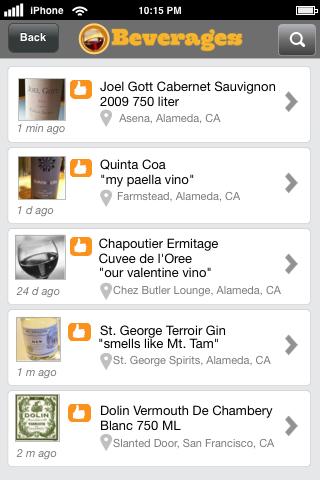 iPhone 10:15 PM
Back Beverages
JOEL GOTT
Joel Gott Cabernet Sauvignon
2009 750 liter
1 min ago
Asena, Alameda, CA
Quinta Coa
"my paella vino"
1 d ago
Farmstead, Alameda, CA
Chapoutier Ermitage
Cuvee de l'Oree
"our valentine vino"
24 d ago
Chez Butler Lounge, Alameda, CA
St. George Terroir Gin
"smells like Mt. Tam"
1 m ago
St. George Spirits, Alameda, CA
DOLIN
Dolin Vermouth De Chambery
Blanc 750 ML
2 m ago
Slanted Door, San Francisco, CA